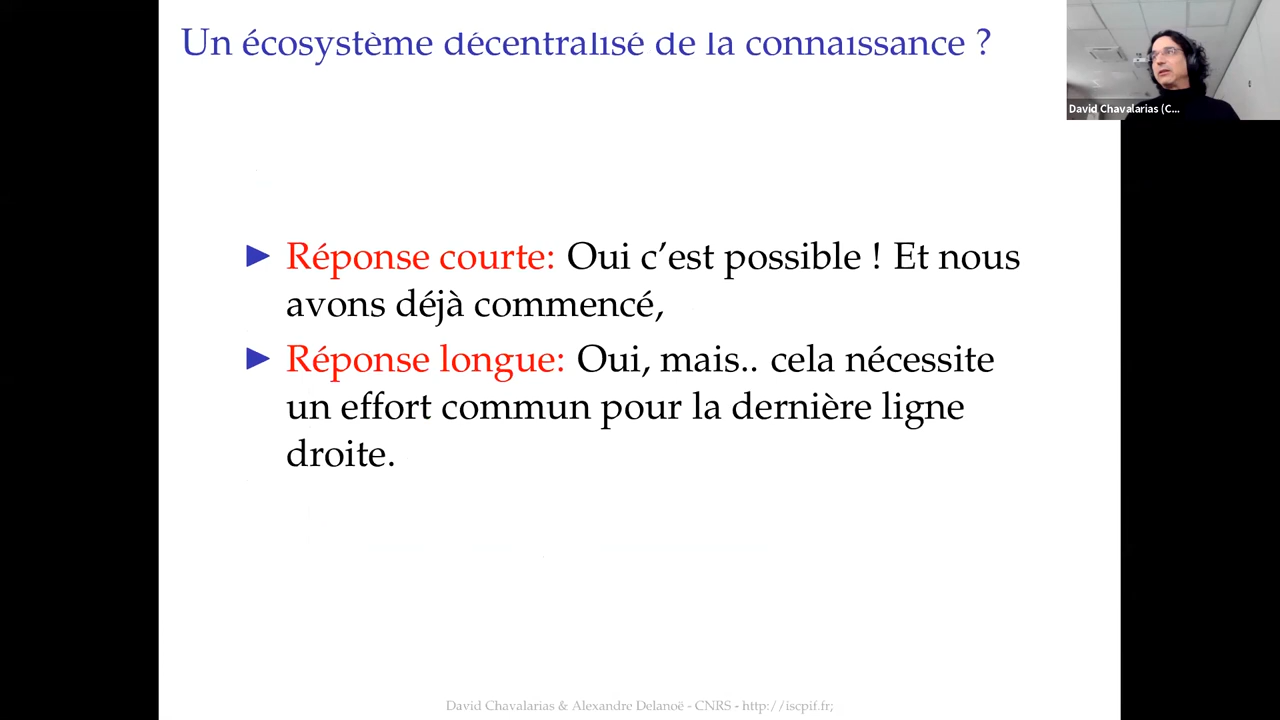 Un écosystème décentralisé de la connaissance ?
David Chavalarias (C...
▶ Réponse courte: Oui c'est possible ! Et nous
avons déjà commencé,
▶ Réponse longue: Oui, mais.. cela nécessite
un effort commun pour la dernière ligne
droite.
David Chavalarias & Alexandre Delanoë - CNRS - http://iscpif.fr;